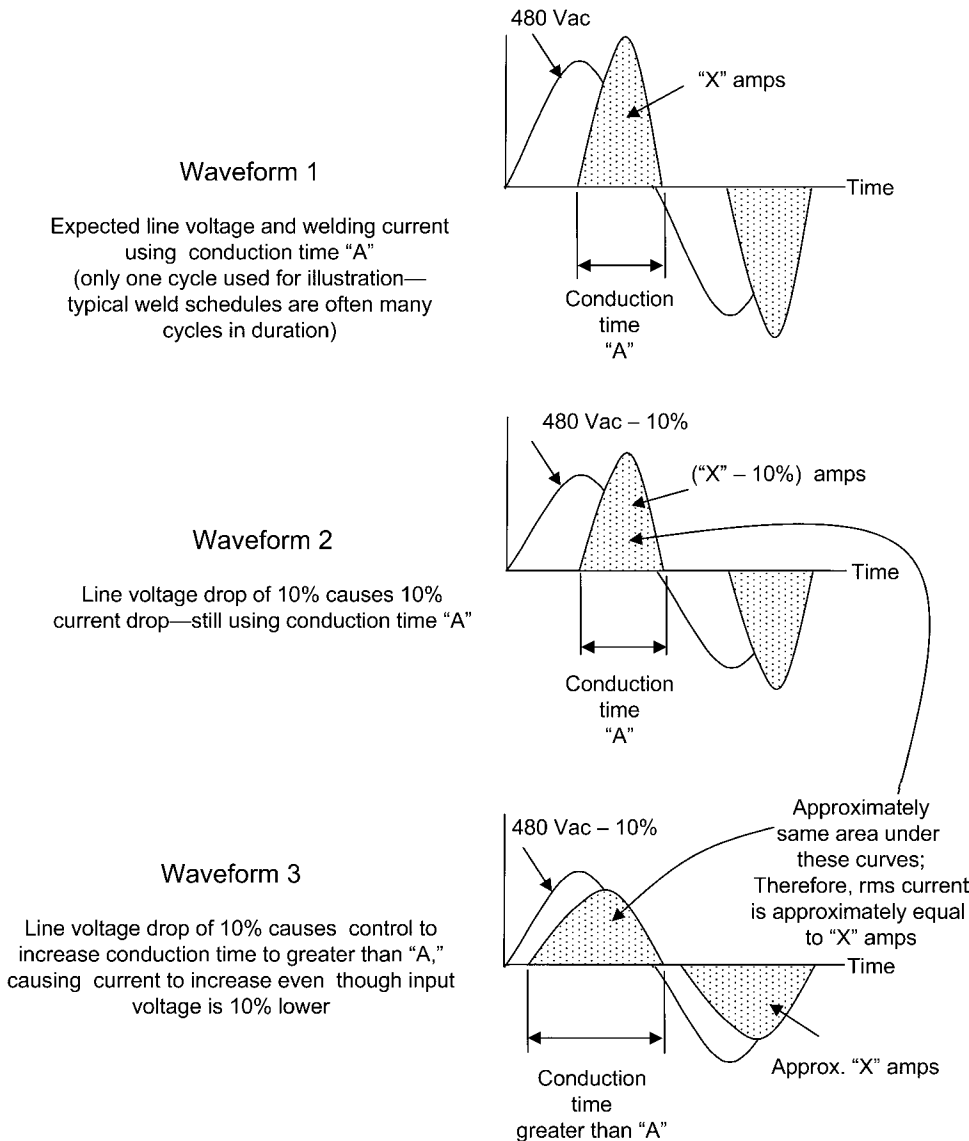 480 Vac
“X” amps
Waveform 1
Time
Expected line voltage and welding current
using conduction time “A”
(only one cycle used for illustration—
typical weld schedules are often many
cycles in duration)
Conduction
time
“A”
480 Vac – 10%
(“X” – 10%) amps
Waveform 2
Time
Line voltage drop of 10% causes 10%
current drop—still using conduction time “A”
Conduction
time
“A”
480 Vac – 10%
Approximately
same area under
these curves;
Therefore, rms current
is approximately equal
to “X” amps
Waveform 3
Line voltage drop of 10% causes control to
increase conduction time to greater than “A,”
causing current to increase even though input
voltage is 10% lower
Time
Approx. “X” amps
Conduction
time
greater than “A”